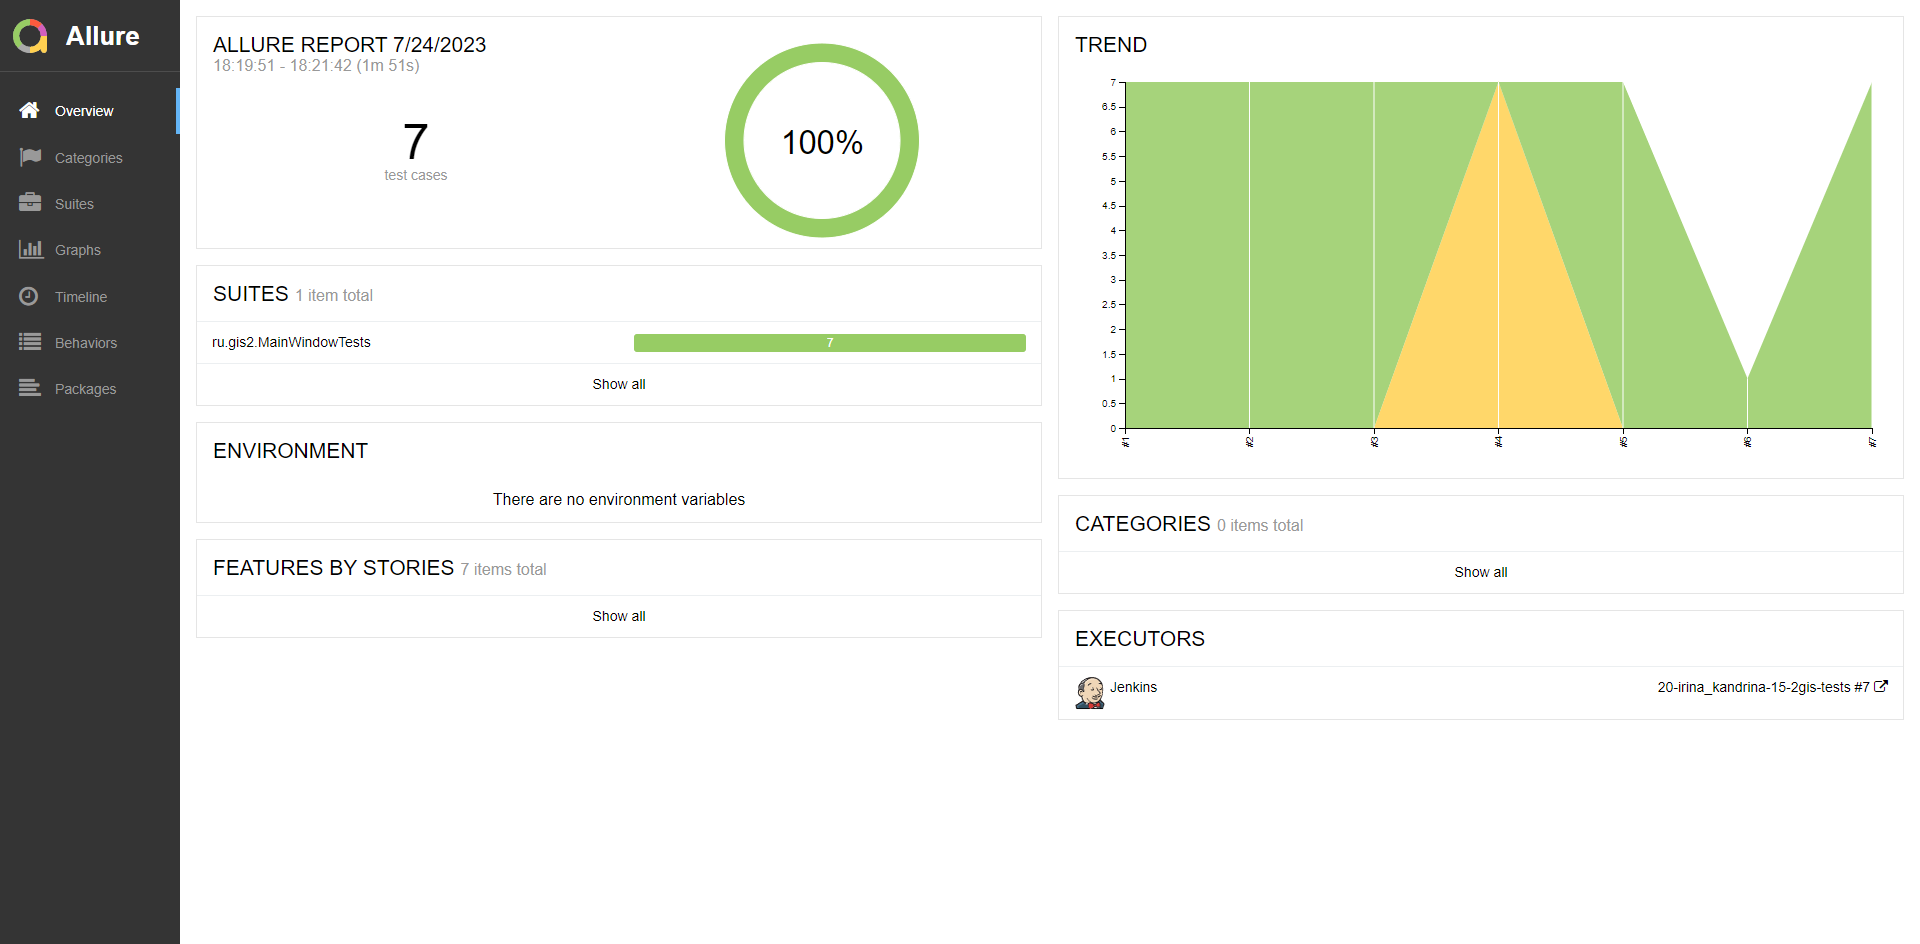 Allure
Overview
Categories
Suites
Graphs
Timeline
Behaviors
Packages
ALLURE REPORT 7/24/2023
18:19:51 - 18:21:42 (1m 51s)
7
test cases
100%
SUITES 1 item total
ru.gis2.MainWindowTests 7
Show all
ENVIRONMENT
There are no environment variables
FEATURES BY STORIES 7 items total
Show all
TREND
7
6.5
6
5.5
5
4.5
4
3.5
3
2.5
2
1.5
1
0.5
0
#1 #2 #3 #4 #5 #6 #7
CATEGORIES 0 items total
Show all
EXECUTORS
Jenkins 20-irina_kandrina-15-2gis-tests #7